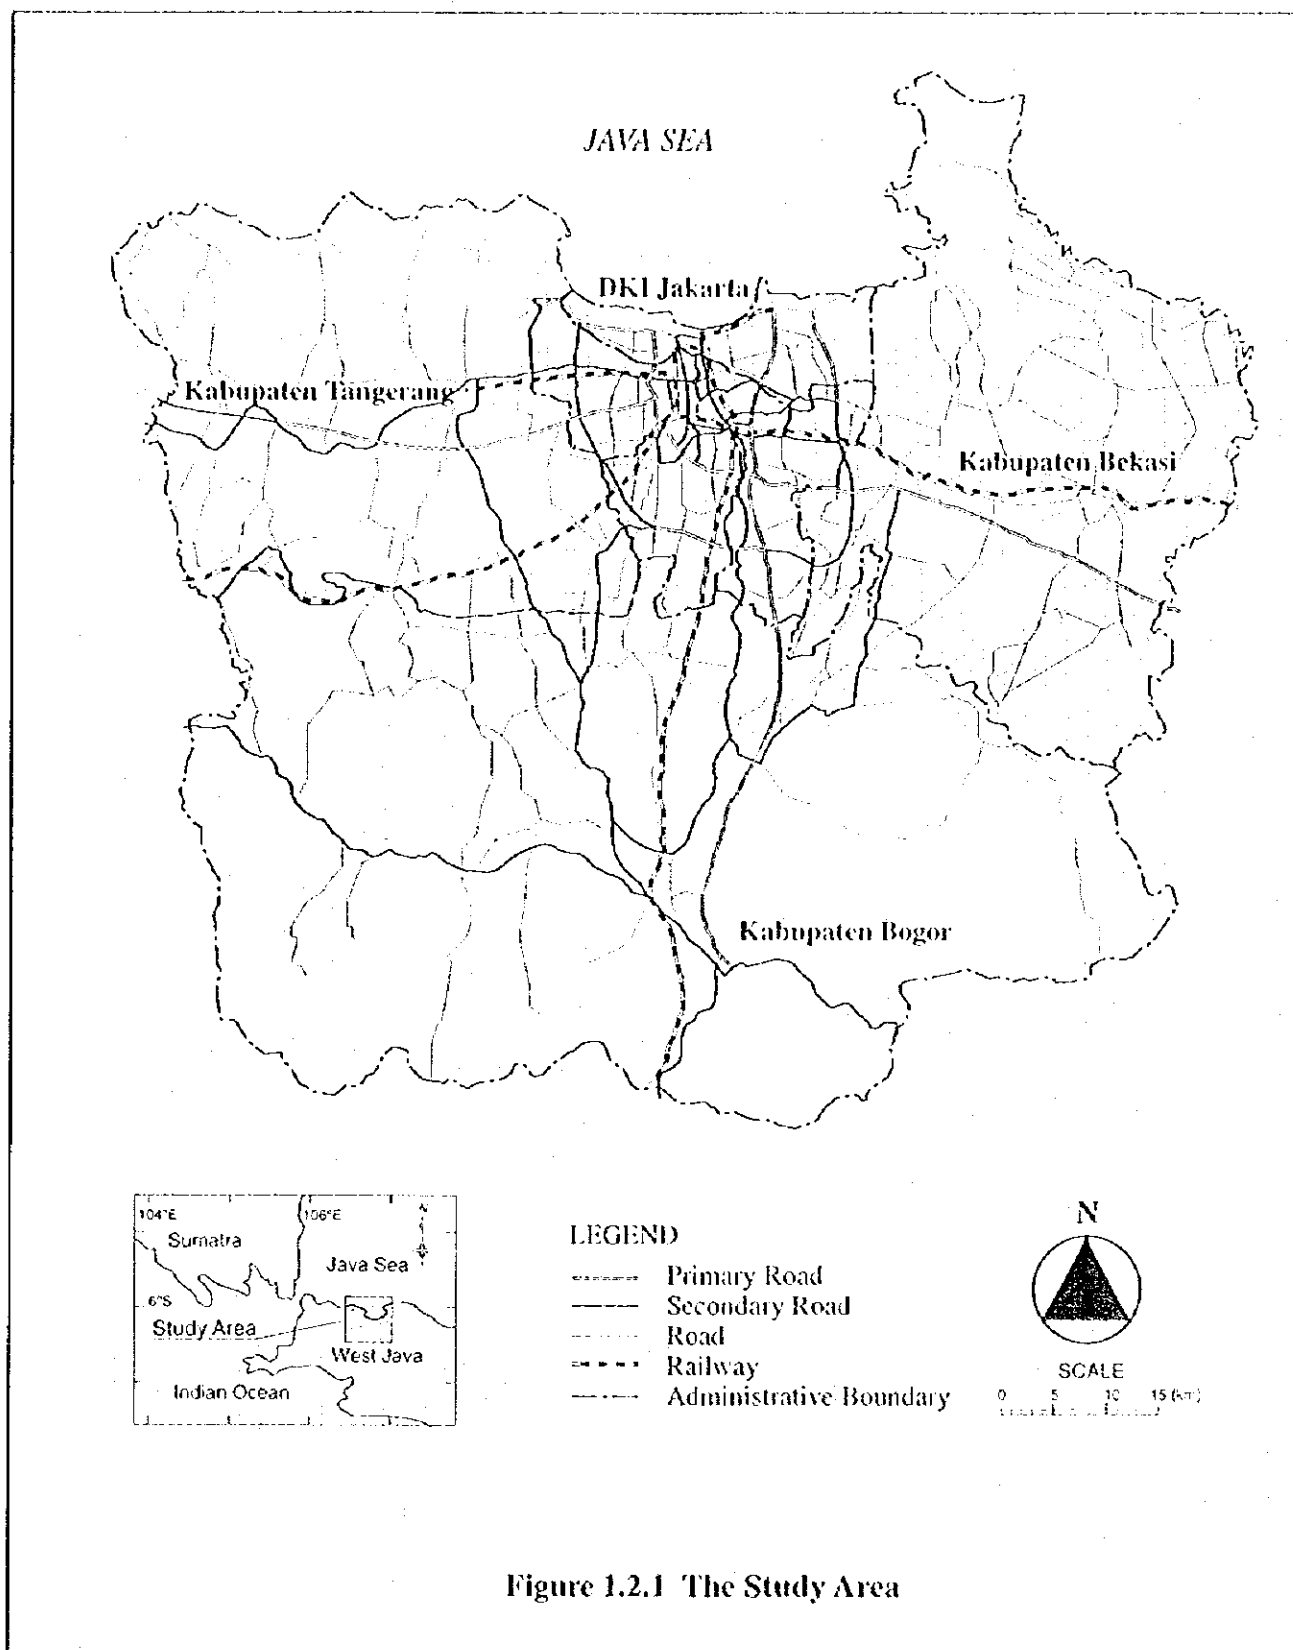 JAVA SEA
DKI Jakarta
Kabupaten Tangerang
Kabupaten Bekasi
Kabupaten Bogor
104°E
106°E
N
Sumatra
Java Sea
6°S
Study Area
West Java
Indian Ocean
LEGEND
Primary Road
Secondary Road
Road
Railway
Administrative Boundary
N
SCALE
0 5 10 15 (km)
Figure 1.2.1 The Study Area